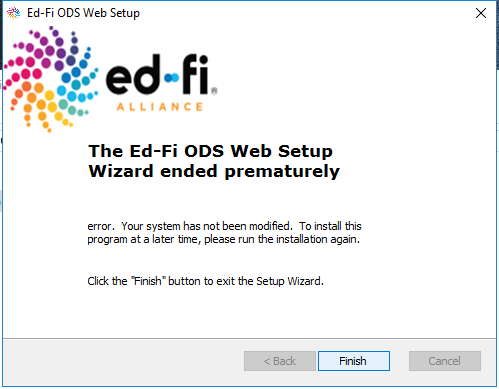 Ed-Fi ODS Web Setup
ed-fi®
ALLIANCE
The Ed-Fi ODS Web Setup
Wizard ended prematurely
error. Your system has not been modified. To install this
program at a later time, please run the installation again.
Click the "Finish" button to exit the Setup Wizard.
< Back
Finish
Cancel